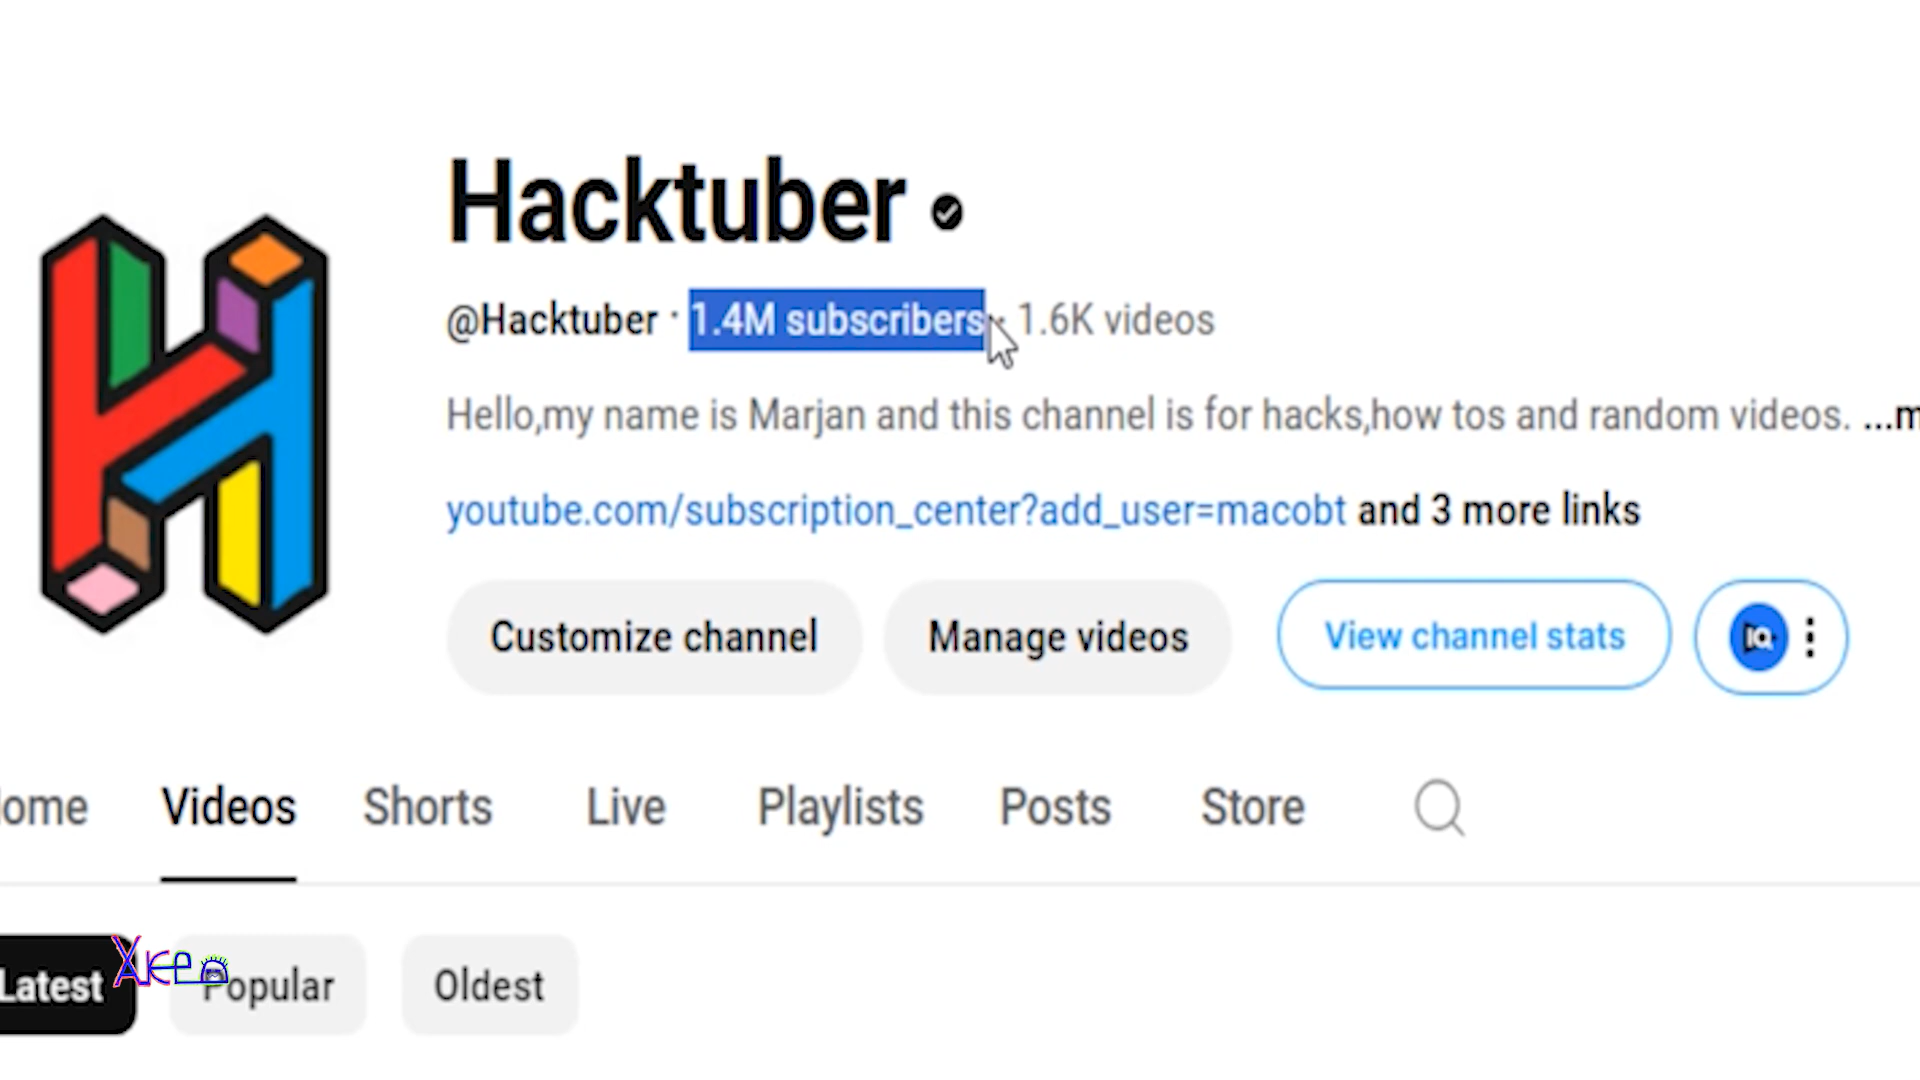 Hacktuber
@Hacktuber · 1.4M subscribers · 1.6K videos
Hello,my name is Marjan and this channel is for hacks,how tos and random videos. ...m
youtube.com/subscription_center?add_user=macobt and 3 more links
Customize channel Manage videos View channel stats
ome Videos Shorts Live Playlists Posts Store
Latest Popular Oldest